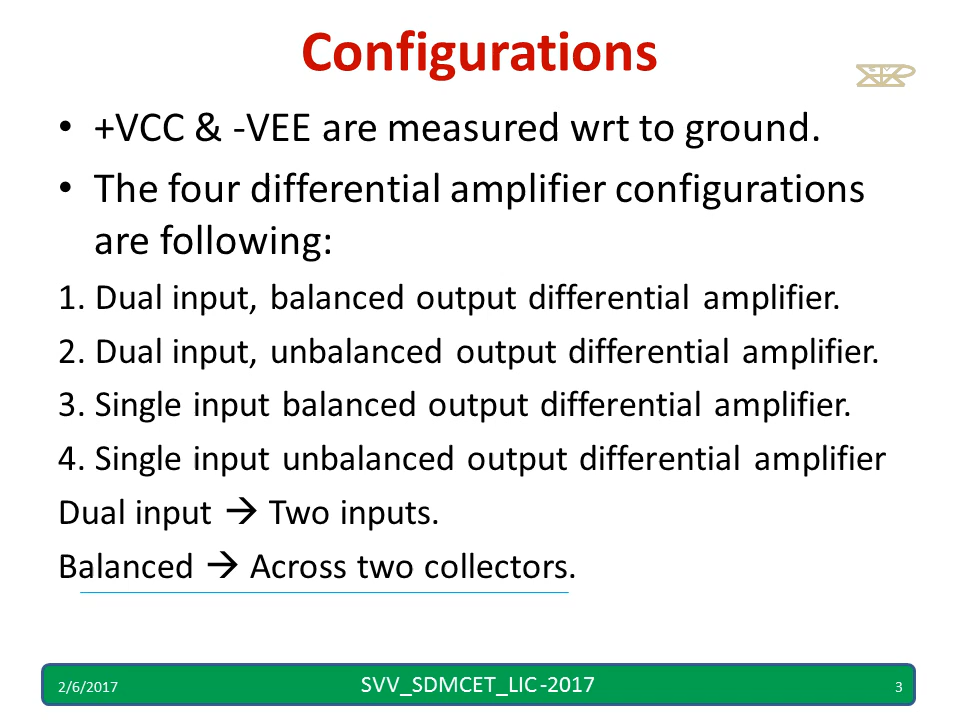 Configurations
• +VCC & -VEE are measured wrt to ground.
• The four differential amplifier configurations
are following:
1. Dual input, balanced output differential amplifier.
2. Dual input, unbalanced output differential amplifier.
3. Single input balanced output differential amplifier.
4. Single input unbalanced output differential amplifier
Dual input → Two inputs.
Balanced → Across two collectors.
2/6/2017 SVV_SDMCET_LIC -2017 3